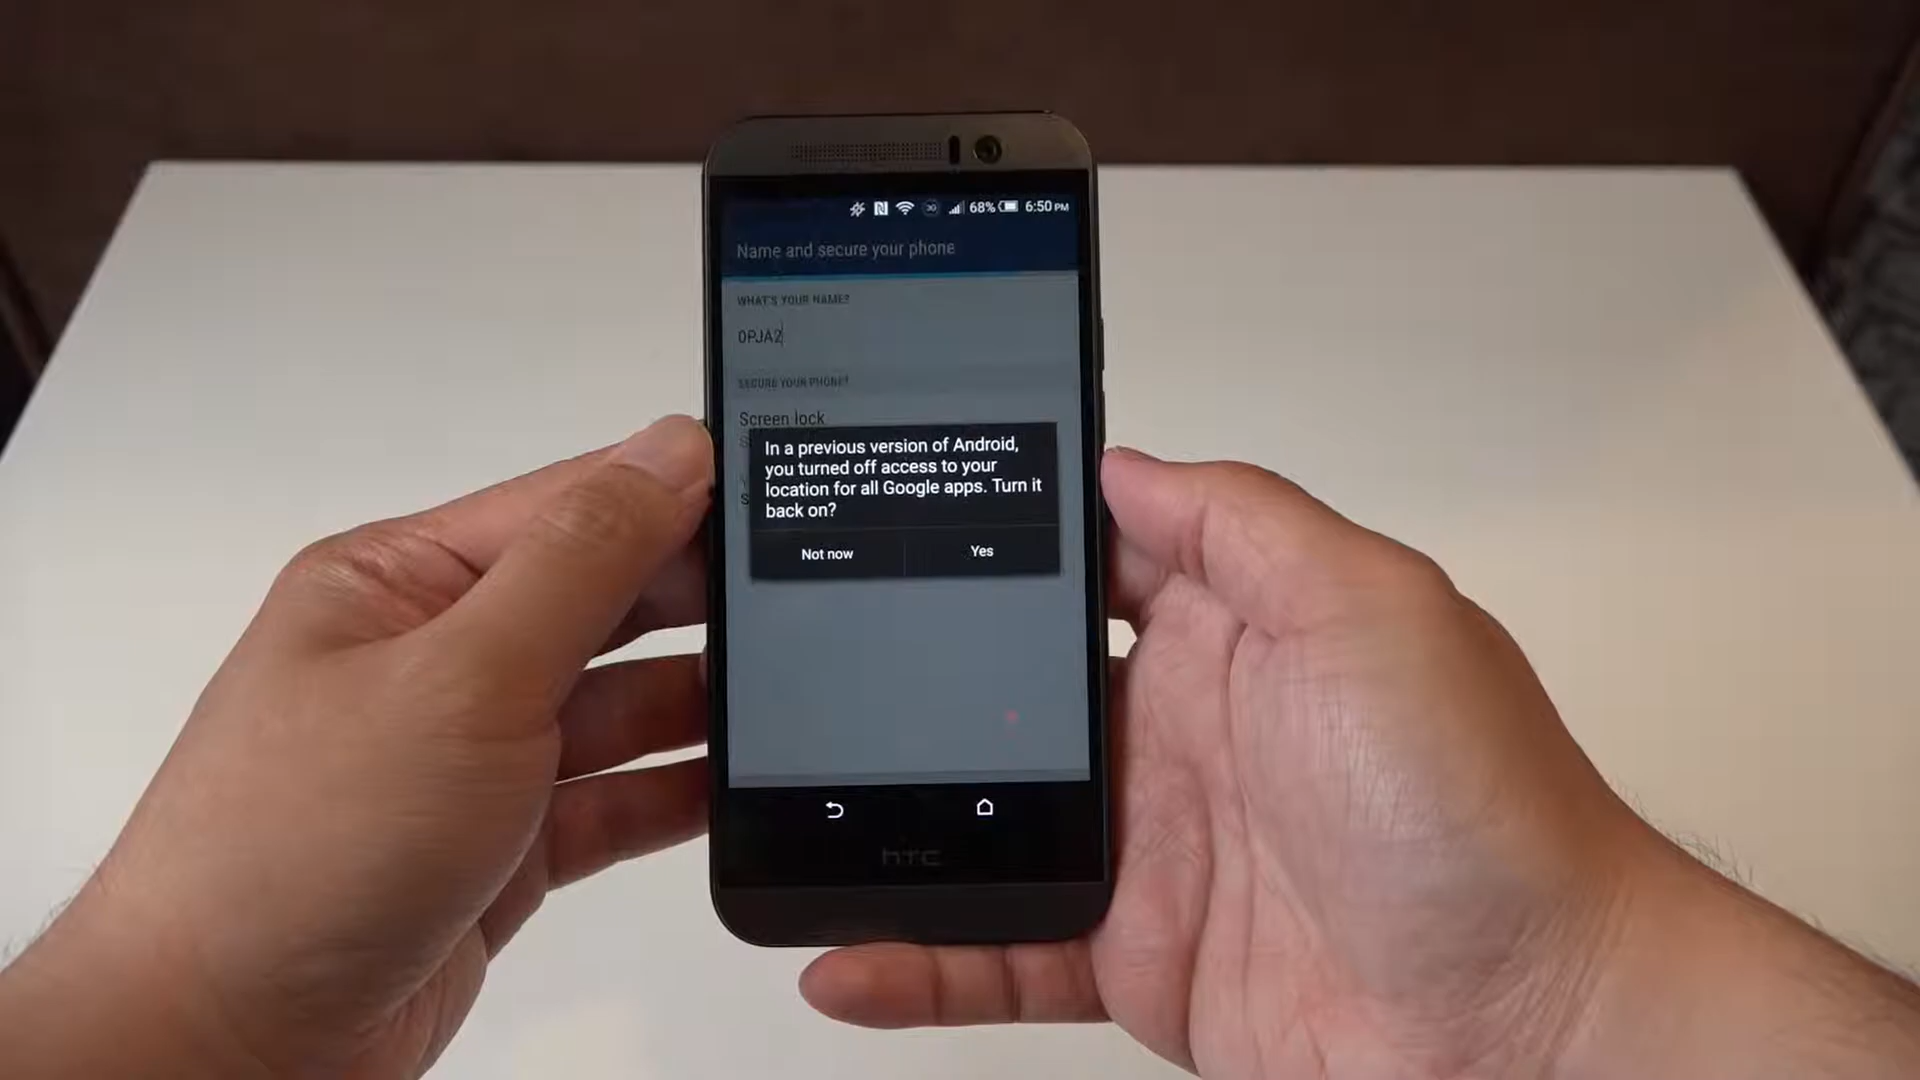 3G 68% 6:50 PM
Name and secure your phone
WHAT'S YOUR NAME?
0PJA2
SECURE YOUR PHONE?
Screen lock
In a previous version of Android,
you turned off access to your
location for all Google apps. Turn it
back on?
Not now Yes
hTC